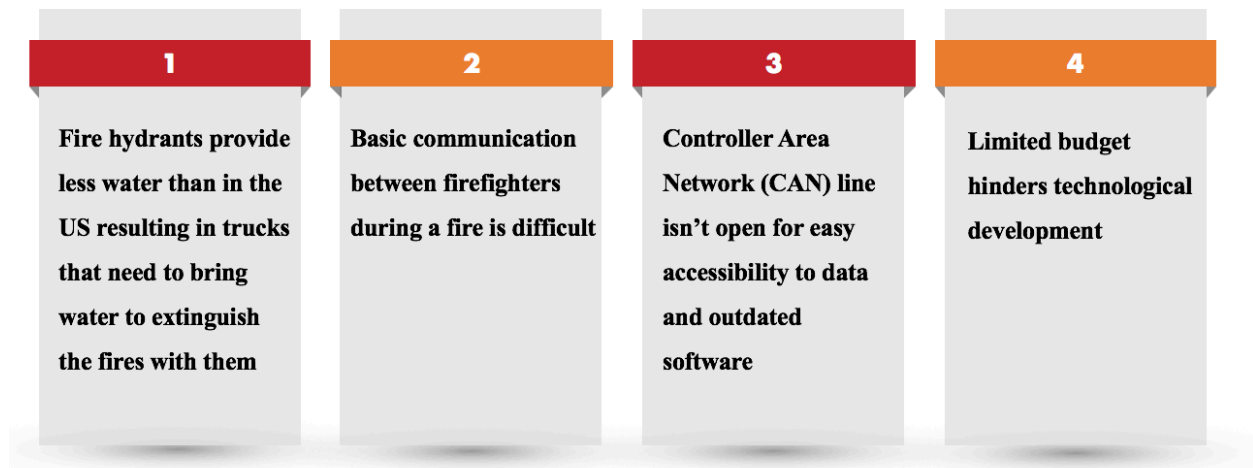 1
Fire hydrants provide
less water than in the
US resulting in trucks
that need to bring
water to extinguish
the fires with them
2
Basic communication
between firefighters
during a fire is difficult
3
Controller Area
Network (CAN) line
isn’t open for easy
accessibility to data
and outdated
software
4
Limited budget
hinders technological
development